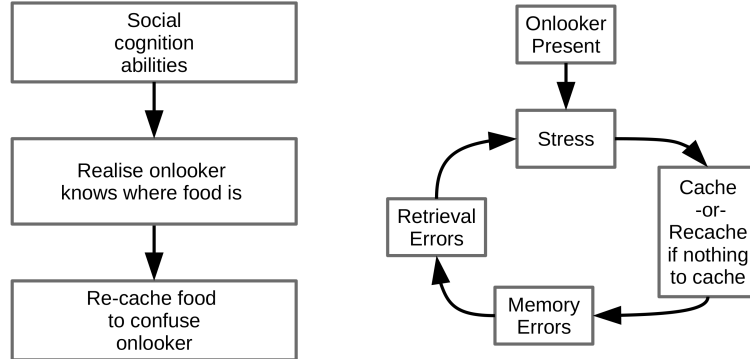 Social
cognition
abilities
Realise onlooker
knows where food is
Re-cache food
to confuse
onlooker
Onlooker
Present
Stress
Cache
-or-
Recache
if nothing
to cache
Memory
Errors
Retrieval
Errors